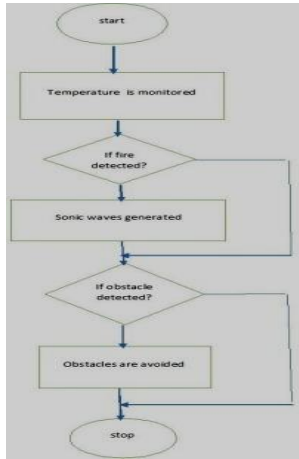 start
Temperature is monitored
If fire
detected?
Sonic waves generated
If obstacle
detected?
Obstacles are avoided
stop